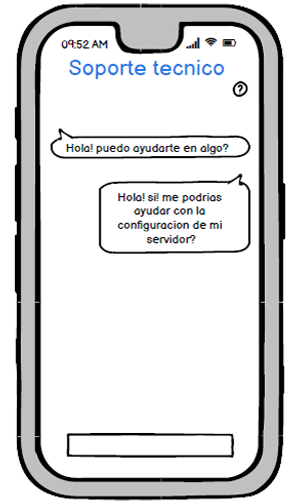 09:52 AM
Soporte tecnico
?
Hola! puedo ayudarte en algo?
Hola! si! me podrias
ayudar con la
configuracion de mi
servidor?